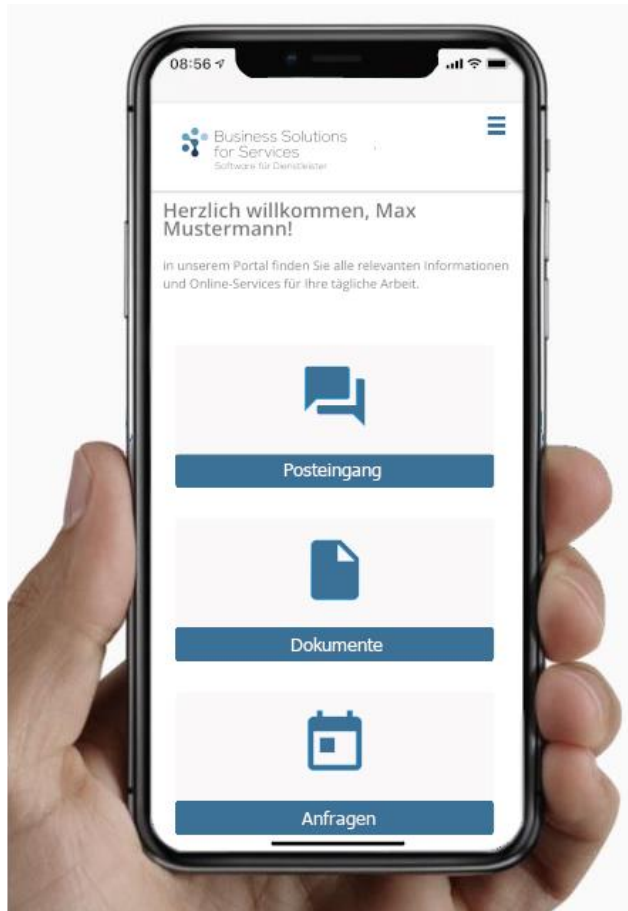 08:56
Business Solutions
for Services
Software für Dienstleister
Herzlich willkommen, Max
Mustermann!
in unserem Portal finden Sie alle relevanten Informationen
und Online-Services für Ihre tägliche Arbeit.
Posteingang
Dokumente
Anfragen